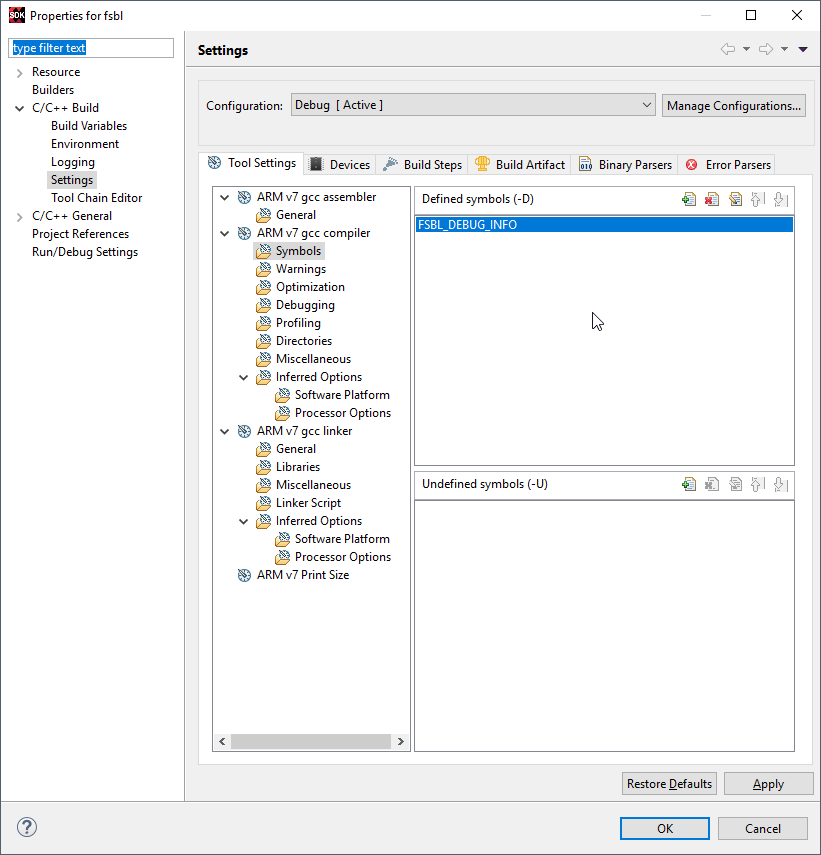 SDK Properties for fsbl
type filter text
Resource
Builders
C/C++ Build
Build Variables
Environment
Logging
Settings
Tool Chain Editor
C/C++ General
Project References
Run/Debug Settings
Settings
Configuration: Debug [ Active ] Manage Configurations...
Tool Settings Devices Build Steps Build Artifact Binary Parsers Error Parsers
ARM v7 gcc assembler
General
ARM v7 gcc compiler
Symbols
Warnings
Optimization
Debugging
Profiling
Directories
Miscellaneous
Inferred Options
Software Platform
Processor Options
ARM v7 gcc linker
General
Libraries
Miscellaneous
Linker Script
Inferred Options
Software Platform
Processor Options
ARM v7 Print Size
Defined symbols (-D)
FSBL_DEBUG_INFO
Undefined symbols (-U)
Restore Defaults Apply
? OK Cancel